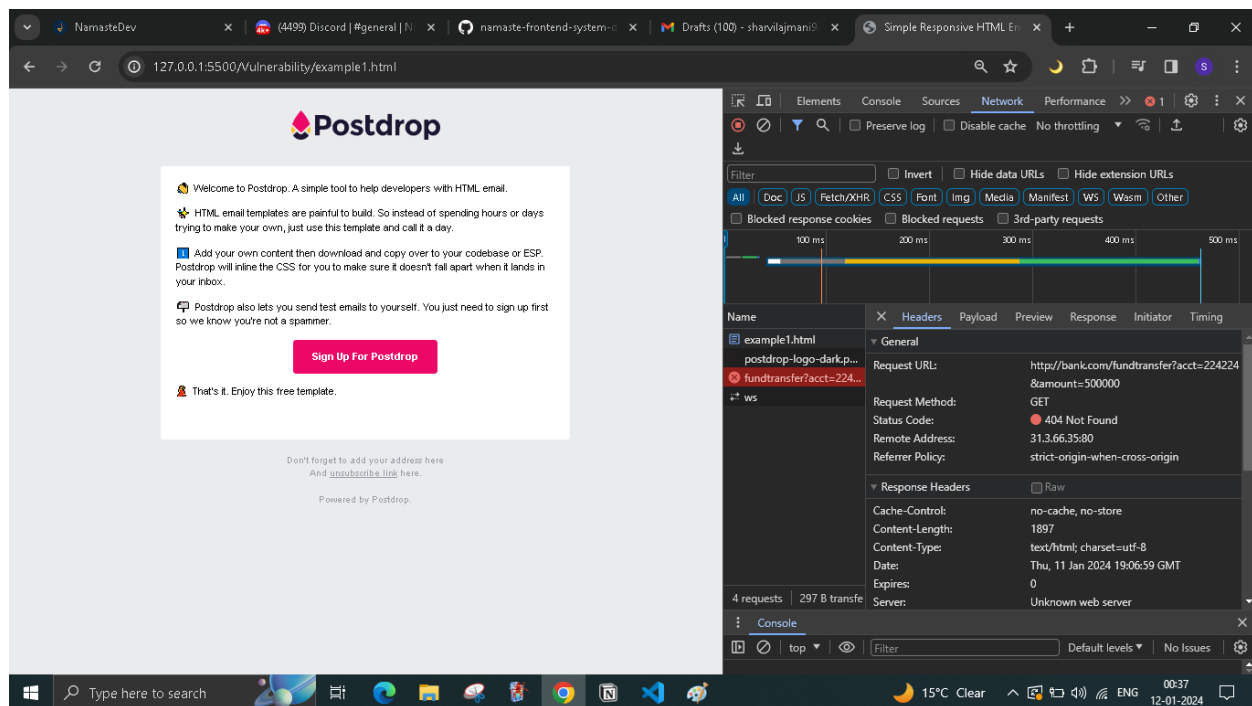 NamasteDev
(4499) Discord | #general | N
namaste-frontend-system-d
Drafts (100) - sharvilajmani9
Simple Responsive HTML Em
127.0.0.1:5500/Vulnerability/example1.html
S
Postdrop
Welcome to Postdrop. A simple tool to help developers with HTML email.
HTML email templates are painful to build. So instead of spending hours or days
trying to make your own, just use this template and call it a day.
Add your own content then download and copy over to your codebase or ESP.
Postdrop will inline the CSS for you to make sure it doesn't fall apart when it lands in
your inbox.
Postdrop also lets you send test emails to yourself. You just need to sign up first
so we know you're not a spammer.
Sign Up For Postdrop
That's it. Enjoy this free template.
Don't forget to add your address here
And unsubscribe link here.
Powered by Postdrop.
Elements Console Sources Network Performance 1
Preserve log Disable cache No throttling
Filter Invert Hide data URLs Hide extension URLs
All Doc JS Fetch/XHR CSS Font Img Media Manifest WS Wasm Other
Blocked response cookies Blocked requests 3rd-party requests
100 ms 200 ms 300 ms 400 ms 500 ms
Name
example1.html
postdrop-logo-dark.p...
fundtransfer?acct=224...
ws
4 requests 297 B transfe
Headers Payload Preview Response Initiator Timing
General
Request URL: http://bank.com/fundtransfer?acct=224224
&amount=500000
Request Method: GET
Status Code: 404 Not Found
Remote Address: 31.3.66.35:80
Referrer Policy: strict-origin-when-cross-origin
Response Headers Raw
Cache-Control: no-cache, no-store
Content-Length: 1897
Content-Type: text/html; charset=utf-8
Date: Thu, 11 Jan 2024 19:06:59 GMT
Expires: 0
Server: Unknown web server
Console
top Filter Default levels No Issues
Type here to search
15°C Clear
ENG
00:37
12-01-2024